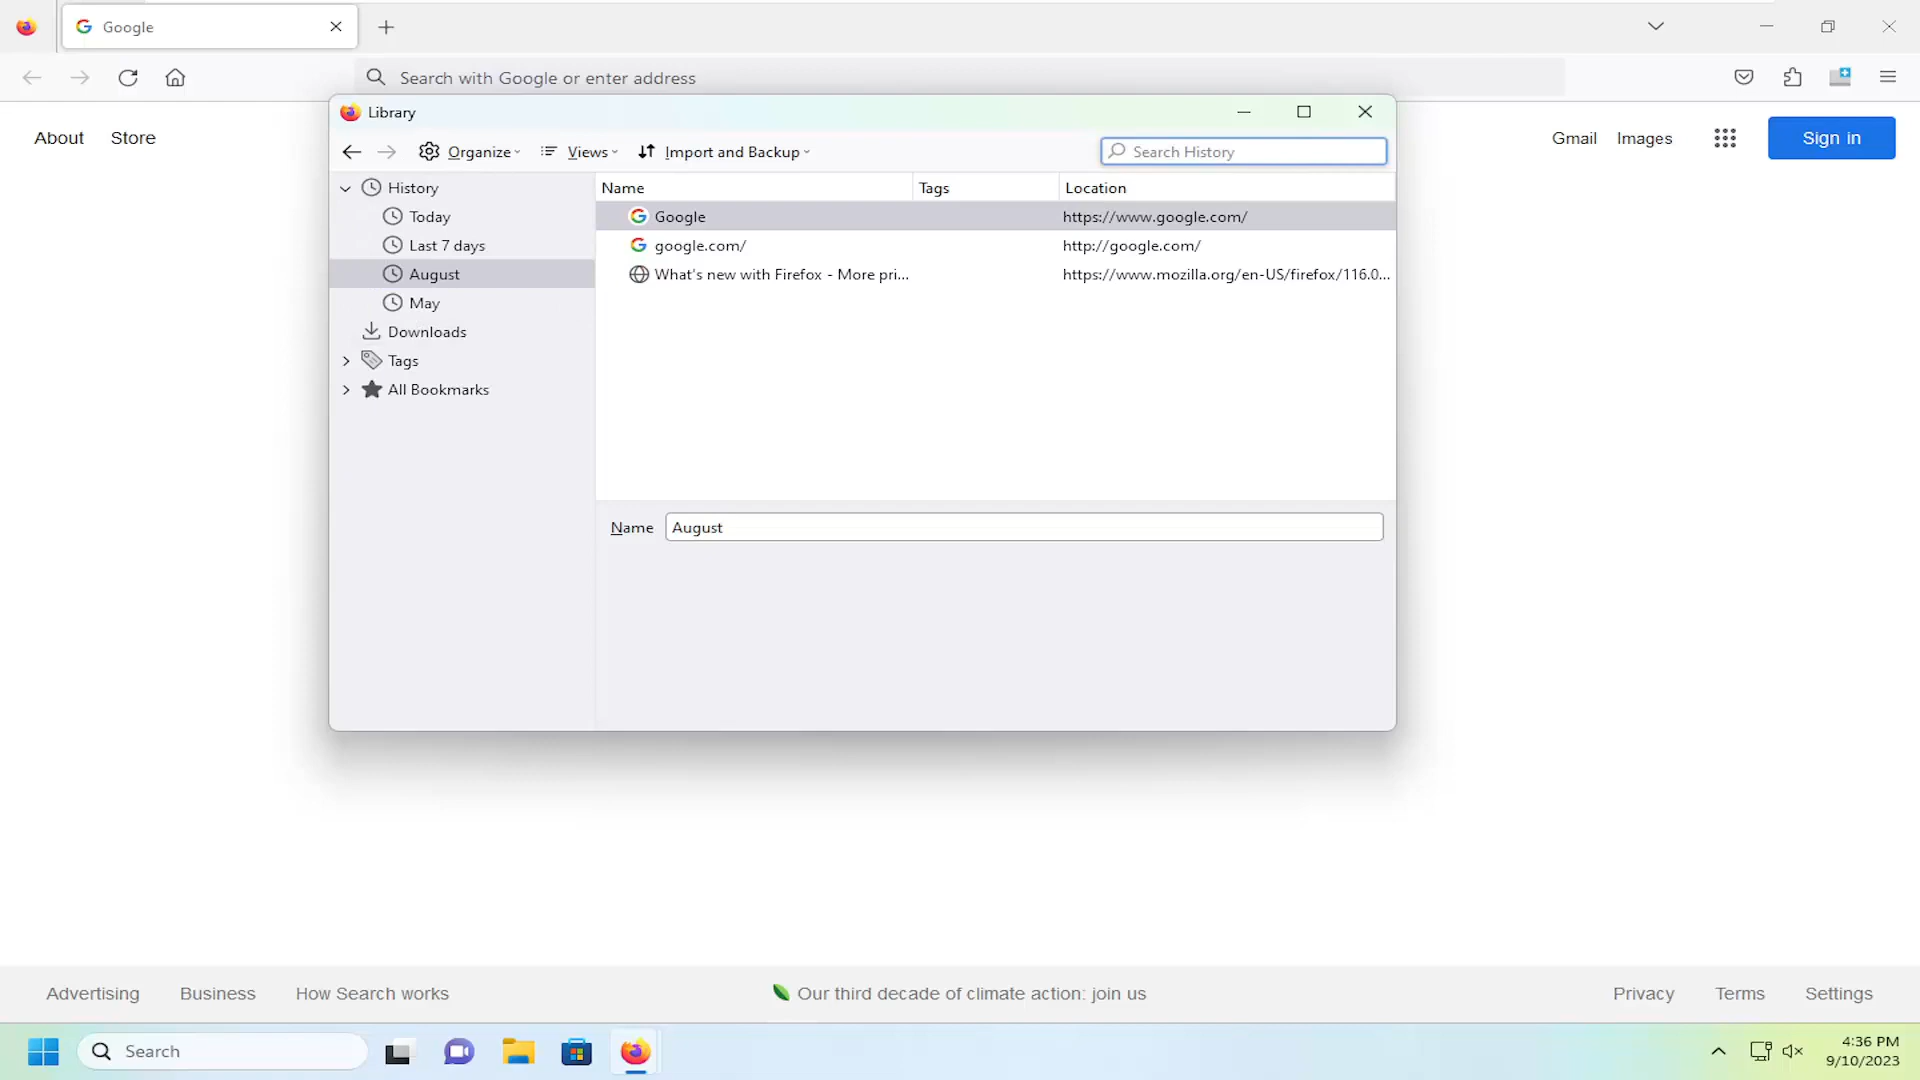 Google
Search with Google or enter address
About Store
Gmail Images
Sign in
Library
Organize Views Import and Backup
Search History
History
Today
Last 7 days
August
May
Downloads
Tags
All Bookmarks
Name Tags Location
Google https://www.google.com/
google.com/ http://google.com/
What's new with Firefox - More pri... https://www.mozilla.org/en-US/firefox/116.0...
Name August
Advertising Business How Search works
Our third decade of climate action: join us
Privacy Terms Settings
Search
4:36 PM
9/10/2023